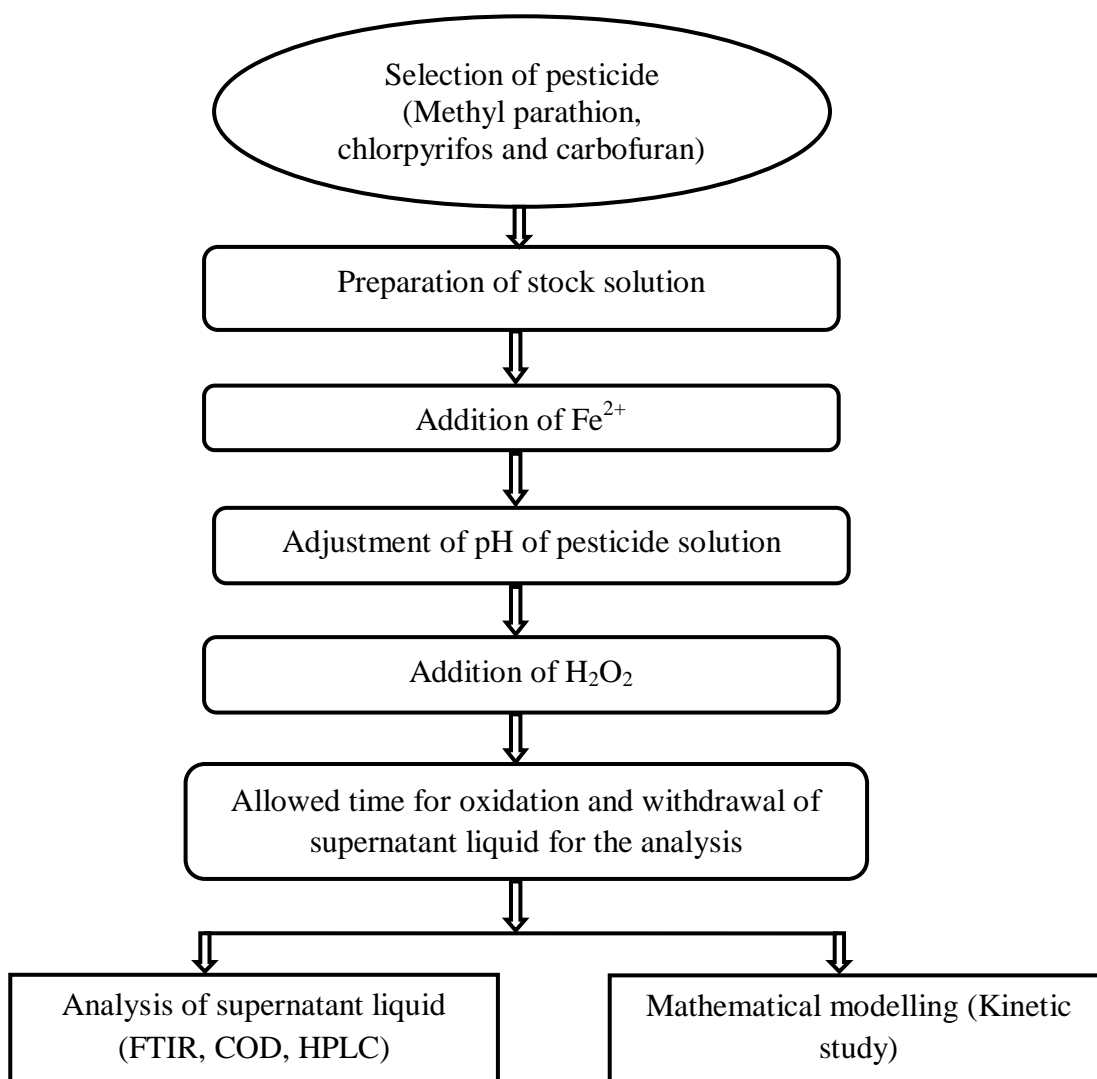 Selection of pesticide
(Methyl parathion,
chlorpyrifos and carbofuran)
Preparation of stock solution
Addition of Fe²⁺
Adjustment of pH of pesticide solution
Addition of H₂O₂
Allowed time for oxidation and withdrawal of
supernatant liquid for the analysis
Analysis of supernatant liquid
(FTIR, COD, HPLC)
Mathematical modelling (Kinetic
study)